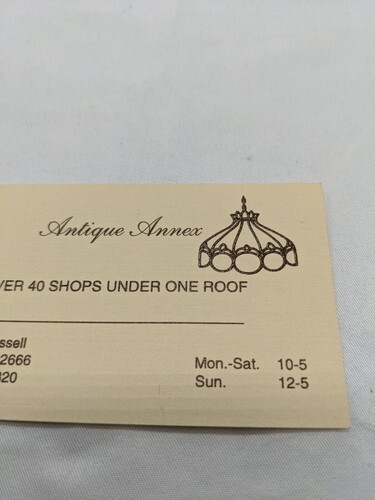 Antique Annex
VER 40 SHOPS UNDER ONE ROOF
ssell
2666 Mon.-Sat. 10-5
320 Sun. 12-5